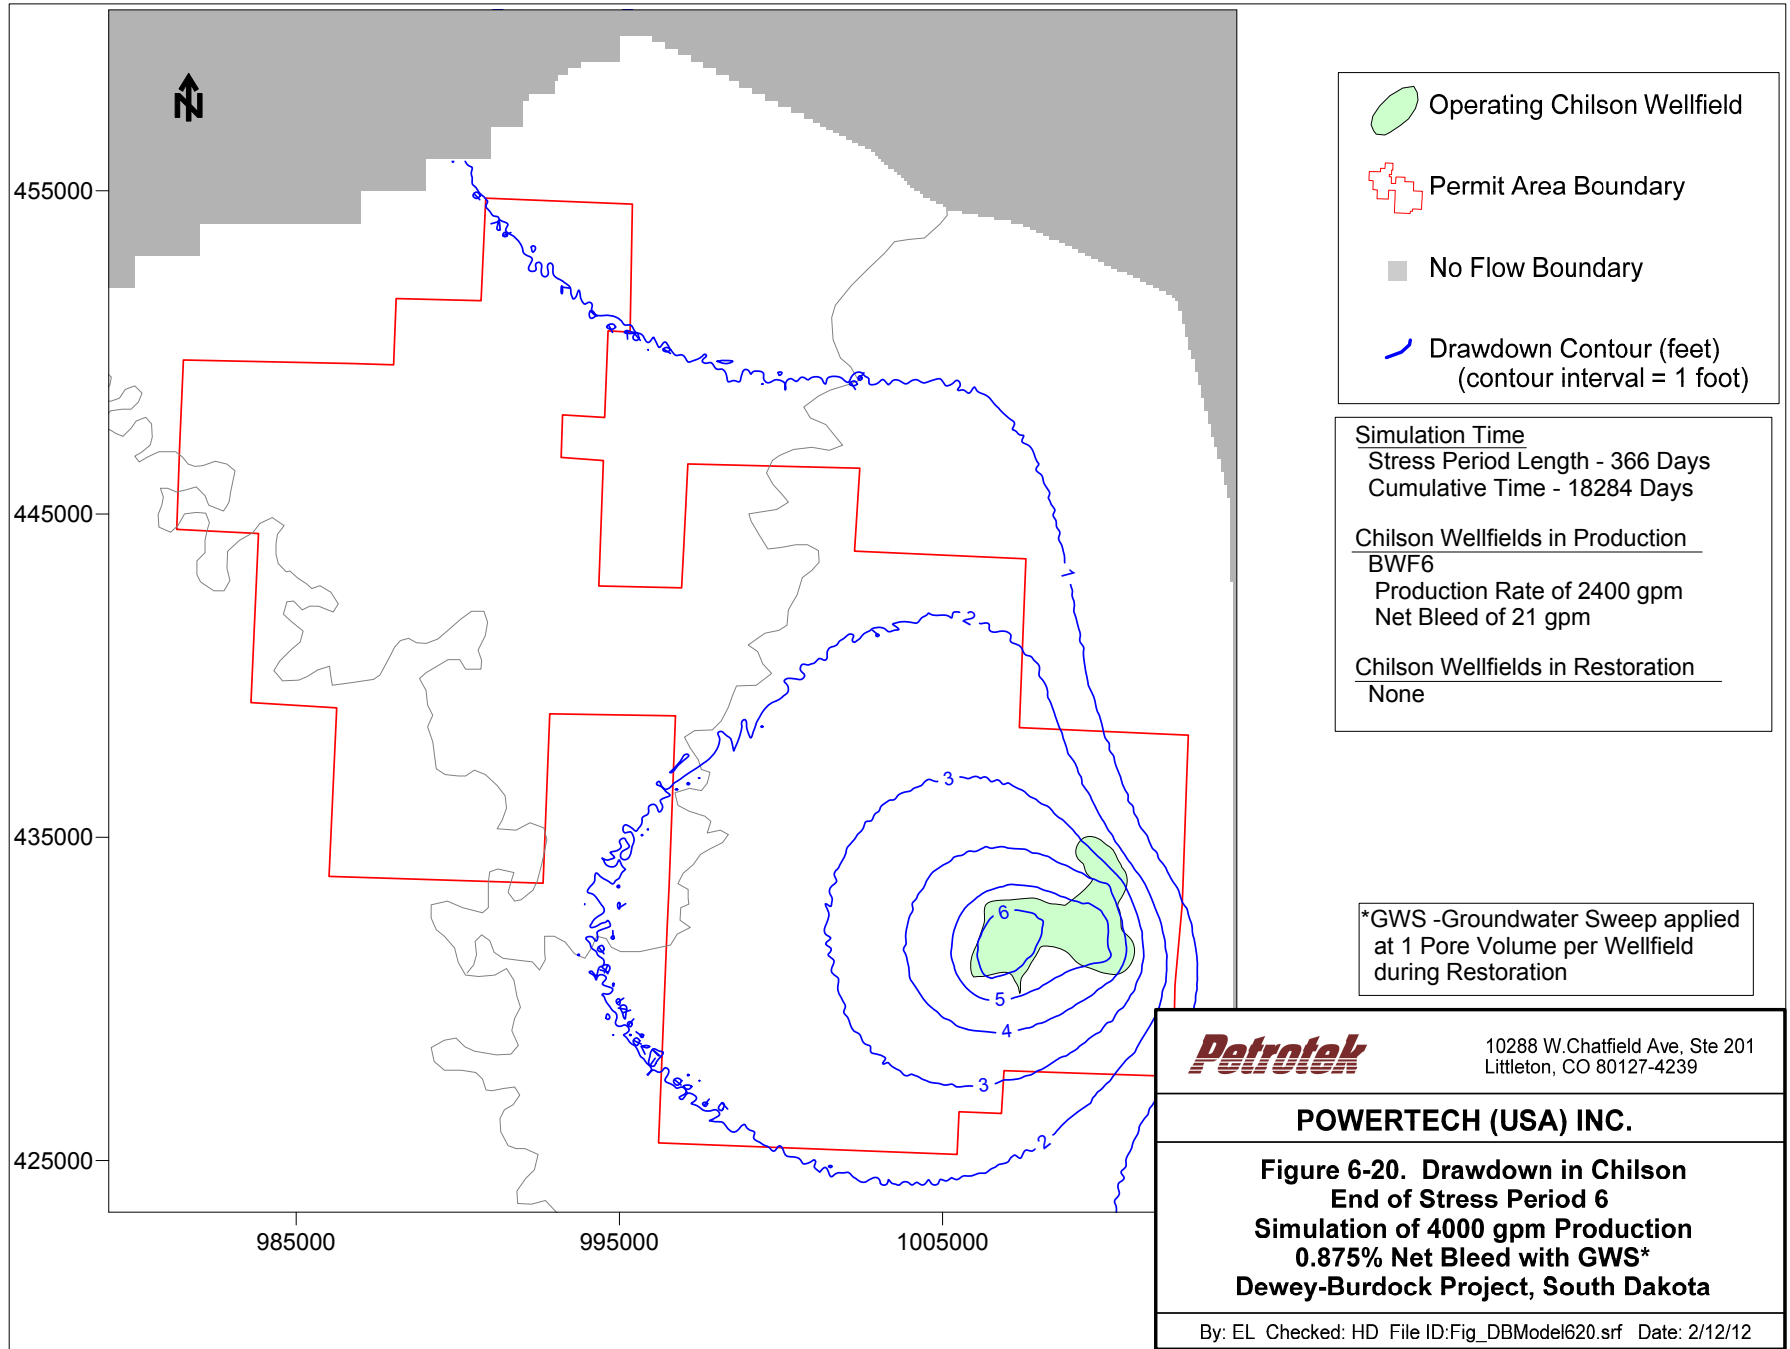 N
455000
445000
435000
425000
985000
995000
1005000
1
2
3
6
5
4
3
2
Operating Chilson Wellfield
Permit Area Boundary
No Flow Boundary
Drawdown Contour (feet)
(contour interval = 1 foot)
Simulation Time
Stress Period Length - 366 Days
Cumulative Time - 18284 Days
Chilson Wellfields in Production
BWF6
Production Rate of 2400 gpm
Net Bleed of 21 gpm
Chilson Wellfields in Restoration
None
*GWS -Groundwater Sweep applied
at 1 Pore Volume per Wellfield
during Restoration
Petrotek
10288 W.Chatfield Ave, Ste 201
Littleton, CO 80127-4239
POWERTECH (USA) INC.
Figure 6-20. Drawdown in Chilson
End of Stress Period 6
Simulation of 4000 gpm Production
0.875% Net Bleed with GWS*
Dewey-Burdock Project, South Dakota
By: EL Checked: HD File ID:Fig_DBModel620.srf Date: 2/12/12